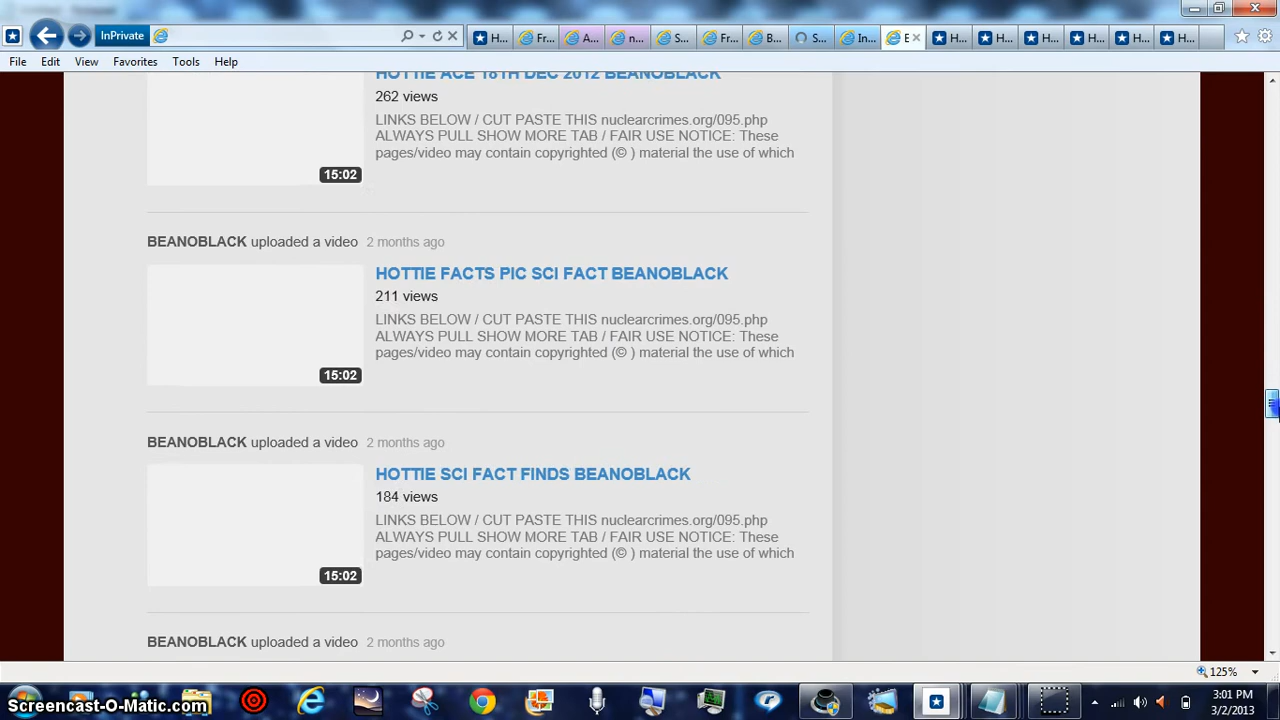 Untitled - Notepad
InPrivate
H...
Fr...
A...
n...
S...
Fr...
B...
S...
In...
E
H...
H...
H...
H...
H...
H...
File Edit View Favorites Tools Help
HOTTIE ACE 18TH DEC 2012 BEANOBLACK
262 views
LINKS BELOW / CUT PASTE THIS nuclearcrimes.org/095.php
ALWAYS PULL SHOW MORE TAB / FAIR USE NOTICE: These
pages/video may contain copyrighted (© ) material the use of which
15:02
BEANOBLACK uploaded a video 2 months ago
HOTTIE FACTS PIC SCI FACT BEANOBLACK
211 views
LINKS BELOW / CUT PASTE THIS nuclearcrimes.org/095.php
ALWAYS PULL SHOW MORE TAB / FAIR USE NOTICE: These
pages/video may contain copyrighted (© ) material the use of which
15:02
BEANOBLACK uploaded a video 2 months ago
HOTTIE SCI FACT FINDS BEANOBLACK
184 views
LINKS BELOW / CUT PASTE THIS nuclearcrimes.org/095.php
ALWAYS PULL SHOW MORE TAB / FAIR USE NOTICE: These
pages/video may contain copyrighted (© ) material the use of which
15:02
BEANOBLACK uploaded a video 2 months ago
125%
Screencast-O-Matic.com
3:01 PM
3/2/2013